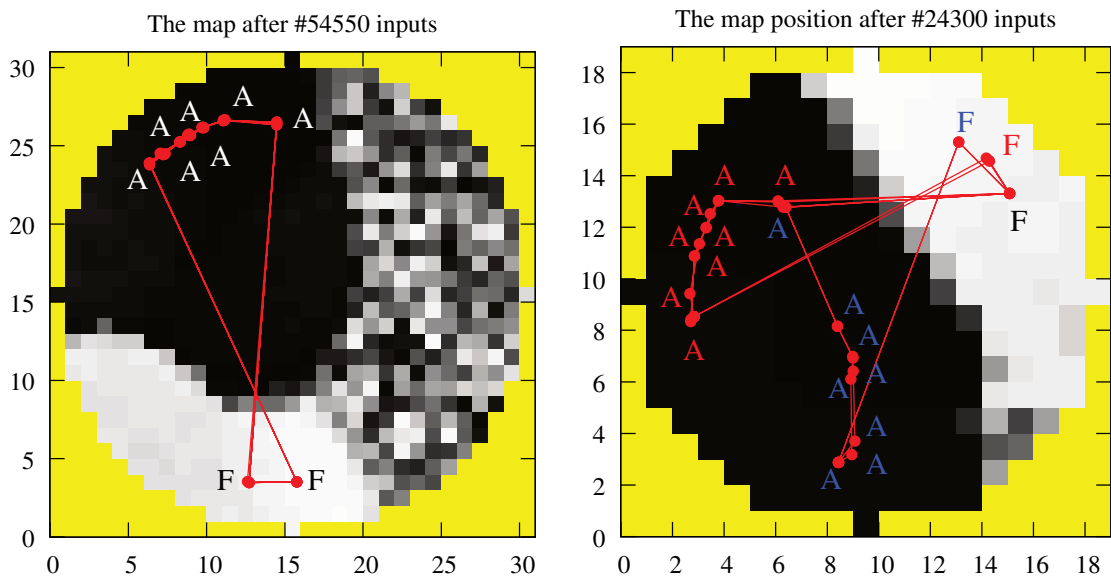 The map after #54550 inputs
30
25
20
15
10
5
0
0 5 10 15 20 25 30
A
A
A
A
A
A
A
F
F
The map position after #24300 inputs
18
16
14
12
10
8
6
4
2
0
0 2 4 6 8 10 12 14 16 18
F
F
A A
F
A
A
A A
A
A
A
A
A
A
A
A
A
A